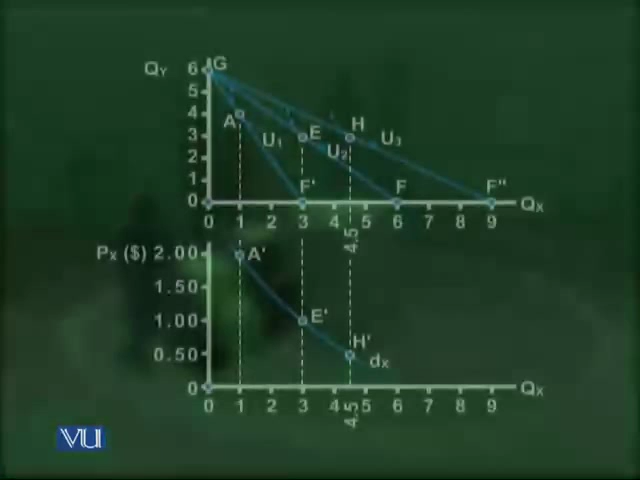 QY 6 G
5
4 A H
3 E U3
2 U1 U2
1 F' F F"
0 QX
0 1 2 3 4 4.5 5 6 7 8 9
PX ($) 2.00 A'
1.50
1.00 E'
0.50 H' dx
0 QX
0 1 2 3 4 4.5 5 6 7 8 9
VU